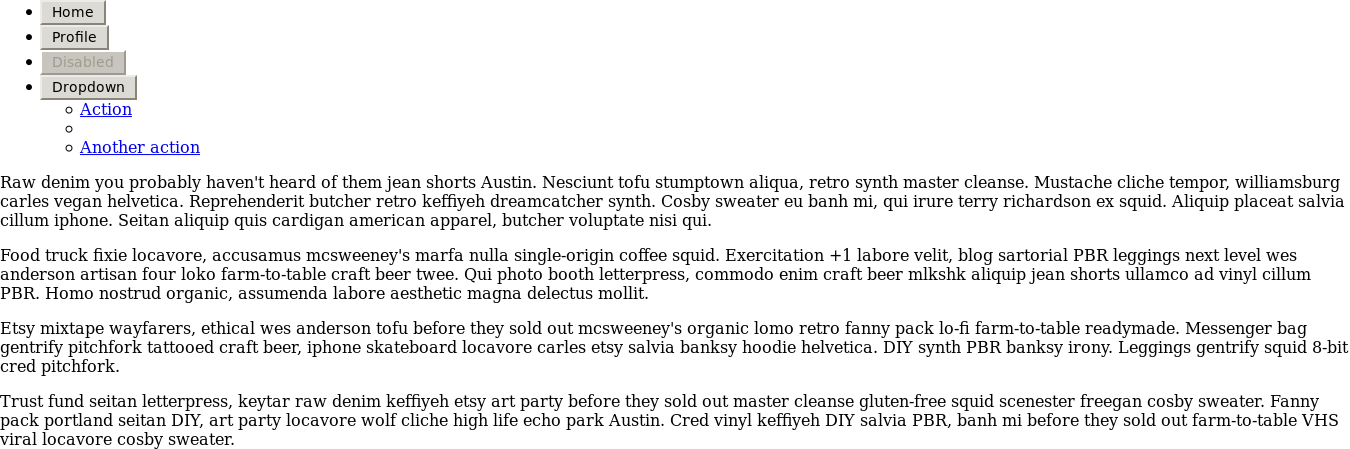 Home
Profile
Disabled
Dropdown
Action
Another action
Raw denim you probably haven't heard of them jean shorts Austin. Nesciunt tofu stumptown aliqua, retro synth master cleanse. Mustache cliche tempor, williamsburg
carles vegan helvetica. Reprehenderit butcher retro keffiyeh dreamcatcher synth. Cosby sweater eu banh mi, qui irure terry richardson ex squid. Aliquip placeat salvia
cillum iphone. Seitan aliquip quis cardigan american apparel, butcher voluptate nisi qui.
Food truck fixie locavore, accusamus mcsweeney's marfa nulla single-origin coffee squid. Exercitation +1 labore velit, blog sartorial PBR leggings next level wes
anderson artisan four loko farm-to-table craft beer twee. Qui photo booth letterpress, commodo enim craft beer mlkshk aliquip jean shorts ullamco ad vinyl cillum
PBR. Homo nostrud organic, assumenda labore aesthetic magna delectus mollit.
Etsy mixtape wayfarers, ethical wes anderson tofu before they sold out mcsweeney's organic lomo retro fanny pack lo-fi farm-to-table readymade. Messenger bag
gentrify pitchfork tattooed craft beer, iphone skateboard locavore carles etsy salvia banksy hoodie helvetica. DIY synth PBR banksy irony. Leggings gentrify squid 8-bit
cred pitchfork.
Trust fund seitan letterpress, keytar raw denim keffiyeh etsy art party before they sold out master cleanse gluten-free squid scenester freegan cosby sweater. Fanny
pack portland seitan DIY, art party locavore wolf cliche high life echo park Austin. Cred vinyl keffiyeh DIY salvia PBR, banh mi before they sold out farm-to-table VHS
viral locavore cosby sweater.